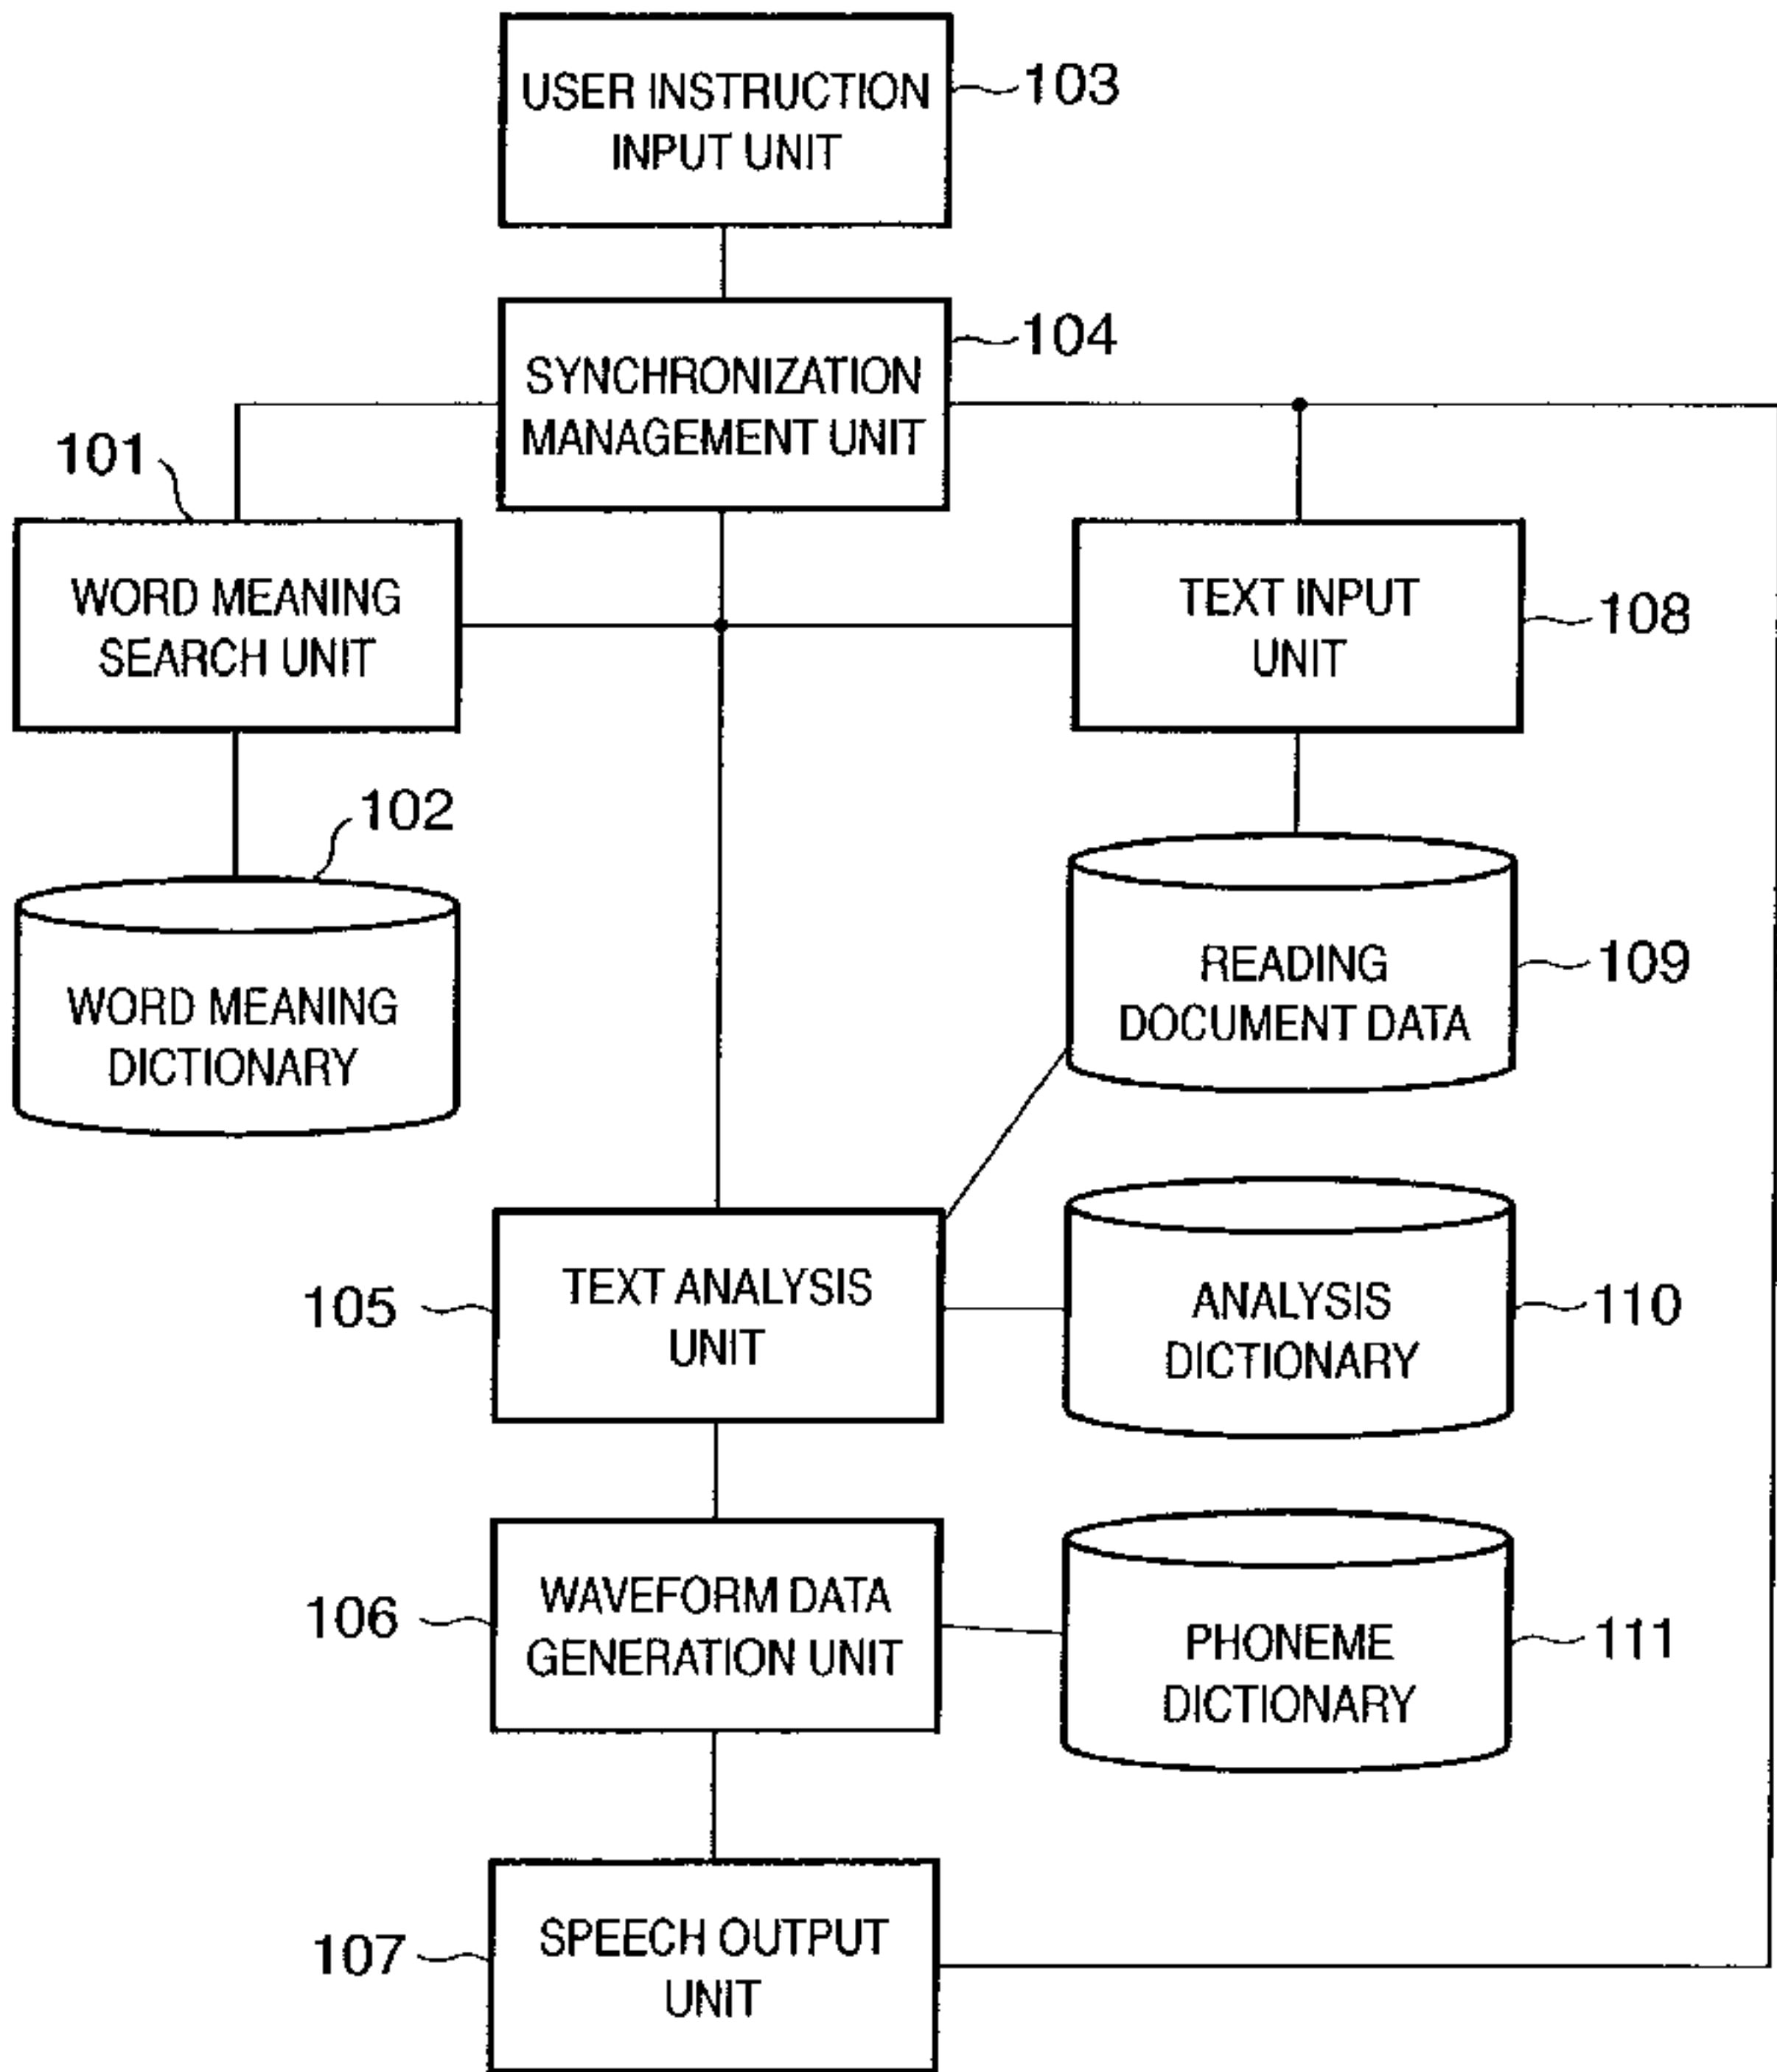 USER INSTRUCTION
INPUT UNIT
103
SYNCHRONIZATION
MANAGEMENT UNIT
104
101
WORD MEANING
SEARCH UNIT
TEXT INPUT
UNIT
108
102
WORD MEANING
DICTIONARY
READING
DOCUMENT DATA
109
105
TEXT ANALYSIS
UNIT
ANALYSIS
DICTIONARY
110
106
WAVEFORM DATA
GENERATION UNIT
PHONEME
DICTIONARY
111
107
SPEECH OUTPUT
UNIT